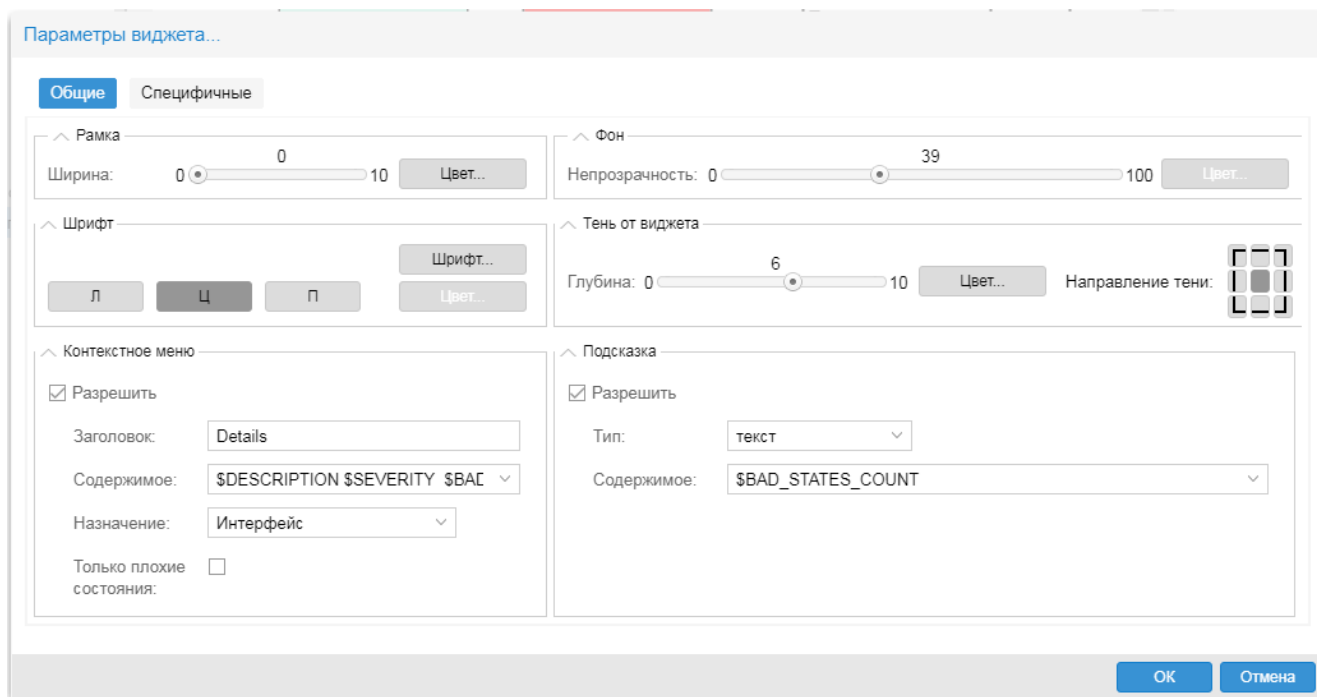 Параметры виджета...
Общие Специфичные
Рамка
0
Ширина: 0 10 Цвет...
Фон
39
Непрозрачность: 0 100 Цвет...
Шрифт
Шрифт...
Л Ц П Цвет...
Тень от виджета
6
Глубина: 0 10 Цвет... Направление тени:
Контекстное меню
Разрешить
Заголовок: Details
Содержимое: $DESCRIPTION $SEVERITY $BAD
Назначение: Интерфейс
Только плохие
состояния:
Подсказка
Разрешить
Тип: текст
Содержимое: $BAD_STATES_COUNT
ОК Отмена